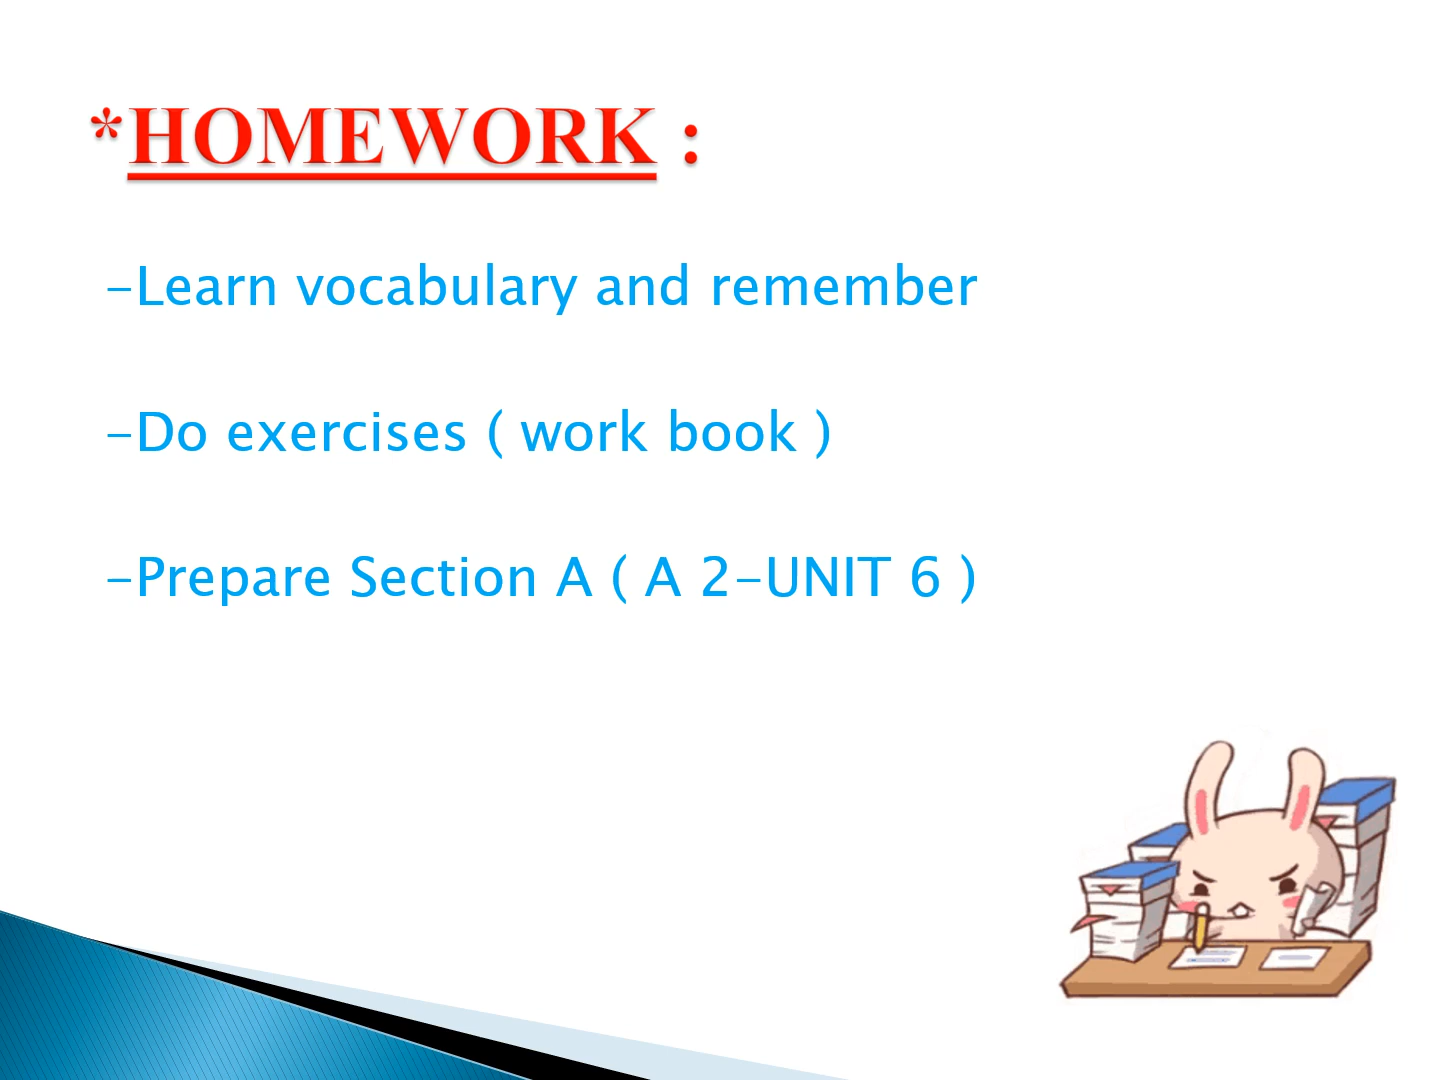 *HOMEWORK :
-Learn vocabulary and remember
-Do exercises ( work book )
-Prepare Section A ( A 2-UNIT 6 )